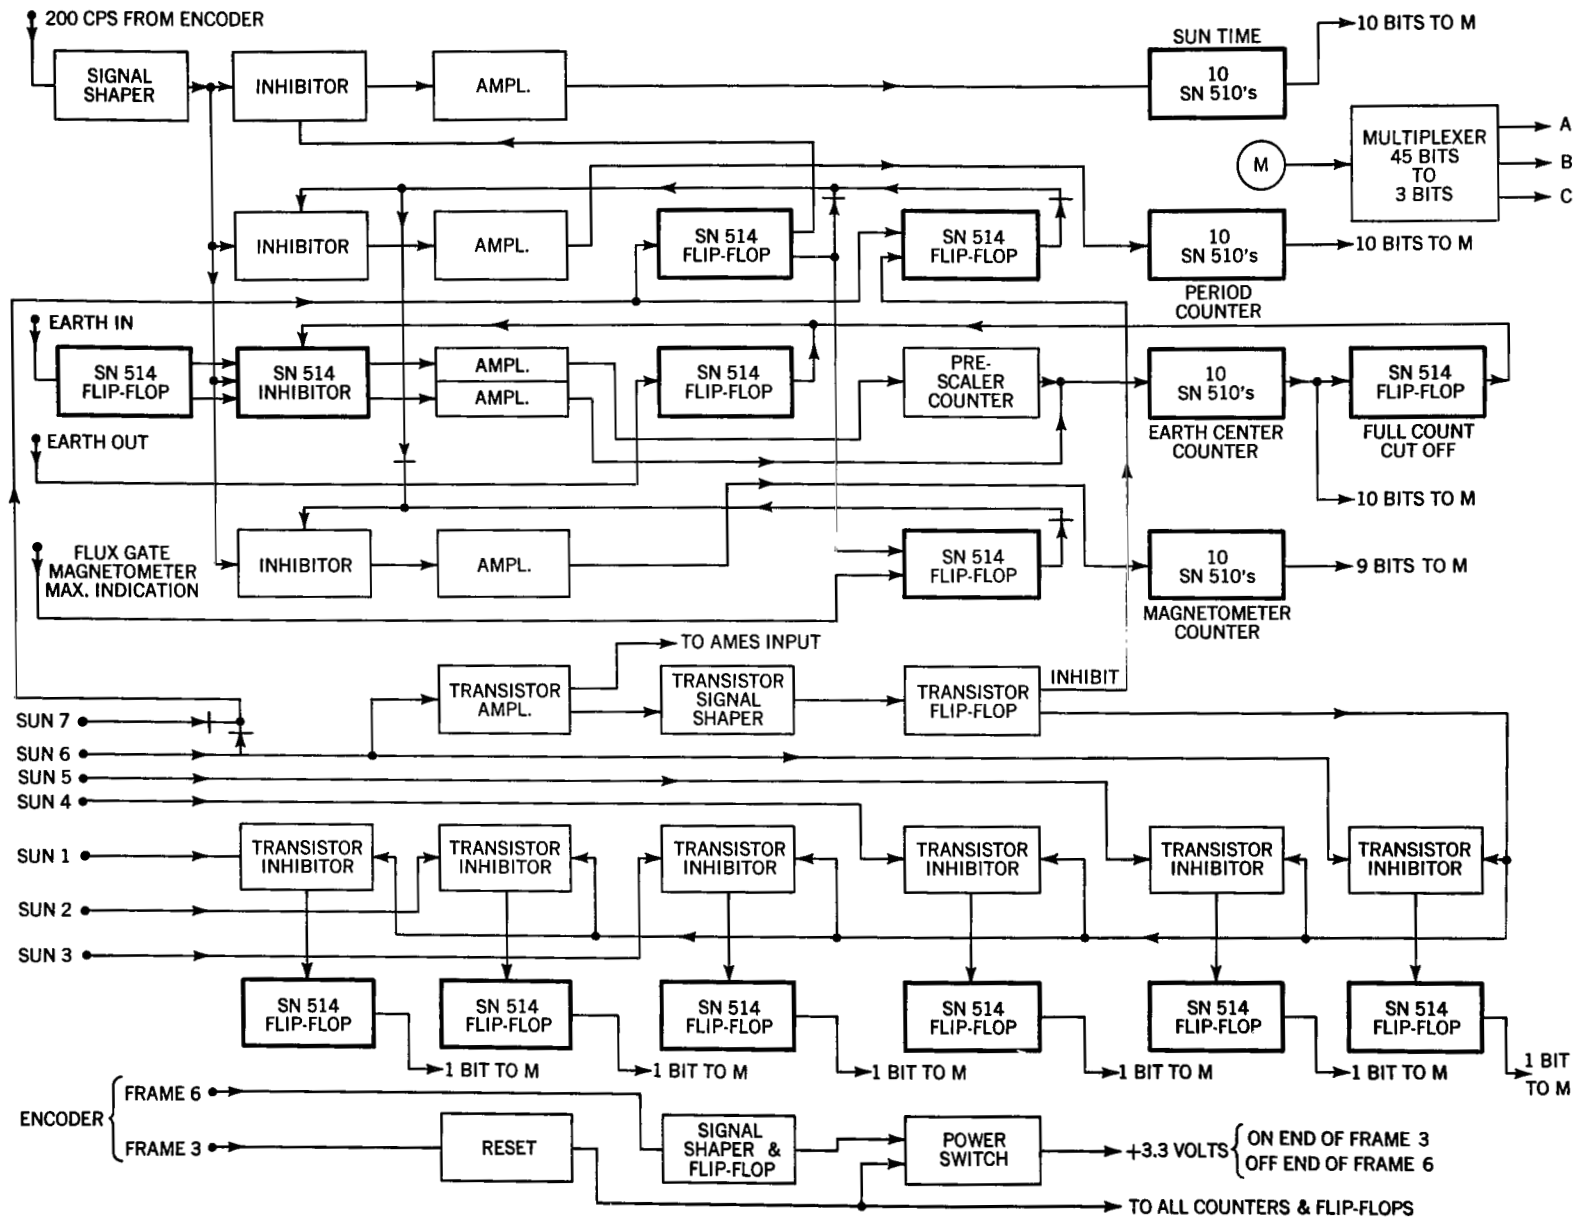 200 CPS FROM ENCODER
SIGNAL
SHAPER
INHIBITOR
AMPL.
SUN TIME
10
SN 510's
10 BITS TO M
M
MULTIPLEXER
45 BITS
TO
3 BITS
A
B
C
INHIBITOR
AMPL.
SN 514
FLIP-FLOP
SN 514
FLIP-FLOP
10
SN 510's
10 BITS TO M
PERIOD
COUNTER
EARTH IN
SN 514
FLIP-FLOP
SN 514
INHIBITOR
AMPL.
AMPL.
SN 514
FLIP-FLOP
PRE-
SCALER
COUNTER
10
SN 510's
SN 514
FLIP-FLOP
EARTH CENTER
COUNTER
FULL COUNT
CUT OFF
EARTH OUT
10 BITS TO M
FLUX GATE
MAGNETOMETER
MAX. INDICATION
INHIBITOR
AMPL.
SN 514
FLIP-FLOP
10
SN 510's
9 BITS TO M
MAGNETOMETER
COUNTER
TO AMES INPUT
TRANSISTOR
AMPL.
TRANSISTOR
SIGNAL
SHAPER
TRANSISTOR
FLIP-FLOP
INHIBIT
SUN 7
SUN 6
SUN 5
SUN 4
SUN 1
TRANSISTOR
INHIBITOR
TRANSISTOR
INHIBITOR
TRANSISTOR
INHIBITOR
TRANSISTOR
INHIBITOR
TRANSISTOR
INHIBITOR
TRANSISTOR
INHIBITOR
SUN 2
SUN 3
SN 514
FLIP-FLOP
SN 514
FLIP-FLOP
SN 514
FLIP-FLOP
SN 514
FLIP-FLOP
SN 514
FLIP-FLOP
SN 514
FLIP-FLOP
1 BIT TO M
1 BIT TO M
1 BIT TO M
1 BIT TO M
1 BIT TO M
1 BIT
TO M
ENCODER
FRAME 6
FRAME 3
RESET
SIGNAL
SHAPER &
FLIP-FLOP
POWER
SWITCH
+3.3 VOLTS
ON END OF FRAME 3
OFF END OF FRAME 6
TO ALL COUNTERS & FLIP-FLOPS